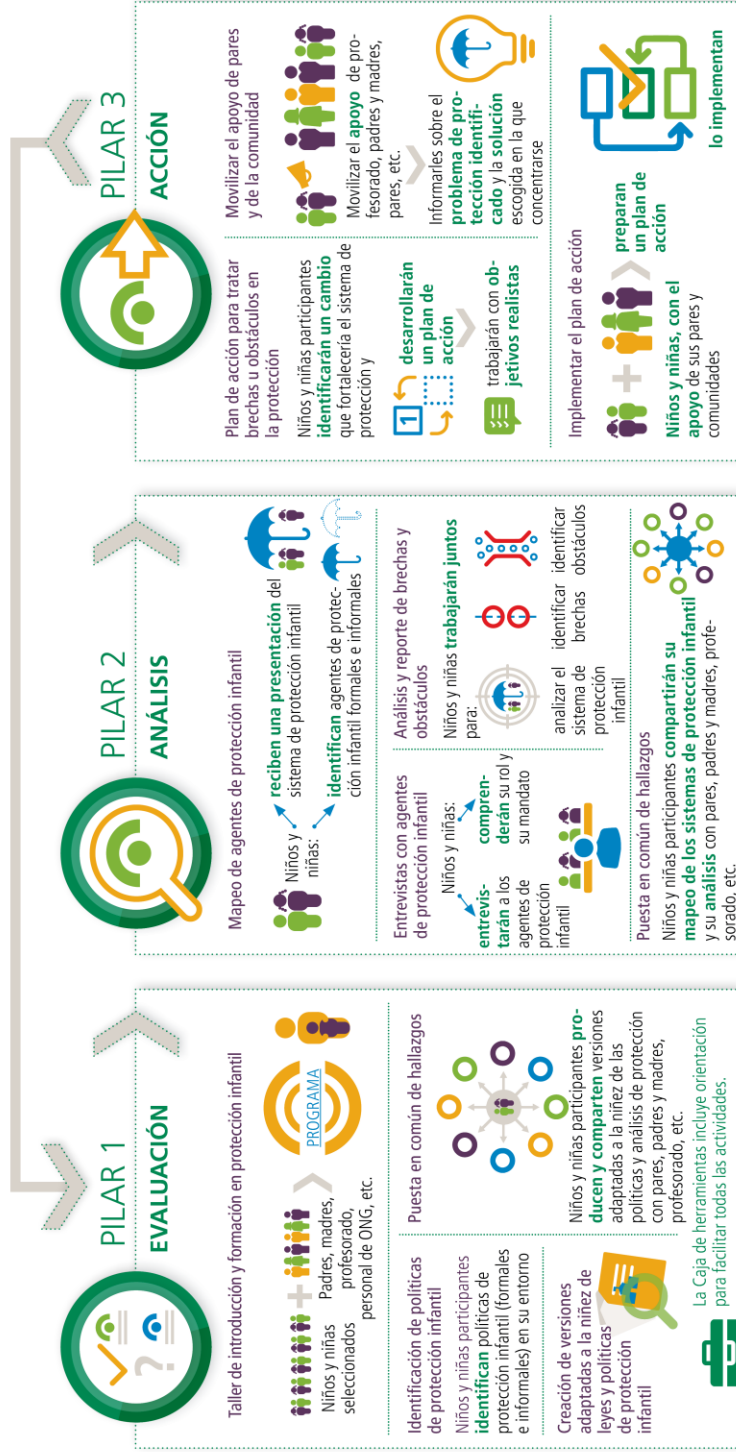 PILAR 1
EVALUACIÓN
Taller de introducción y formación en protección infantil
Niños y niñas
seleccionados
Padres, madres,
profesorado,
personal de ONG, etc.
PROGRAMA
Identificación de políticas
de protección infantil
Niños y niñas participantes
identifican políticas de
protección infantil (formales
e informales) en su entorno
Creación de versiones
adaptadas a la niñez de
leyes y políticas
de protección
infantil
Puesta en común de hallazgos
Niños y niñas participantes pro-
ducen y comparten versiones
adaptadas a la niñez de las
políticas y análisis de protección
con pares, padres y madres,
profesorado, etc.
La Caja de herramientas incluye orientación
para facilitar todas las actividades.
PILAR 2
ANÁLISIS
Mapeo de agentes de protección infantil
Niños y
niñas:
reciben una presentación del
sistema de protección infantil
identifican agentes de protec-
ción infantil formales e informales
Entrevistas con agentes
de protección infantil
Niños y niñas:
entrevis-
tarán a los
agentes de
protección
infantil
compren-
derán su rol y
su mandato
Análisis y reporte de brechas y
obstáculos
Niños y niñas trabajarán juntos
para:
analizar el
sistema de
protección
infantil
identificar
brechas
identificar
obstáculos
Puesta en común de hallazgos
Niños y niñas participantes compartirán su
mapeo de los sistemas de protección infantil
y su análisis con pares, padres y madres, profe-
sorado, etc.
PILAR 3
ACCIÓN
Plan de acción para tratar
brechas u obstáculos en
la protección
Niños y niñas participantes
identificarán un cambio
que fortalecería el sistema de
protección y
1
desarrollarán
un plan de
acción
trabajarán con ob-
jetivos realistas
Movilizar el apoyo de pares
y de la comunidad
Movilizar el apoyo de pro-
fesorado, padres y madres,
pares, etc.
Informarles sobre el
problema de pro-
tección identifi-
cado y la solución
escogida en la que
concentrarse
Implementar el plan de acción
Niños y niñas, con el
apoyo de sus pares y
comunidades
preparan
un plan de
acción
lo implementan